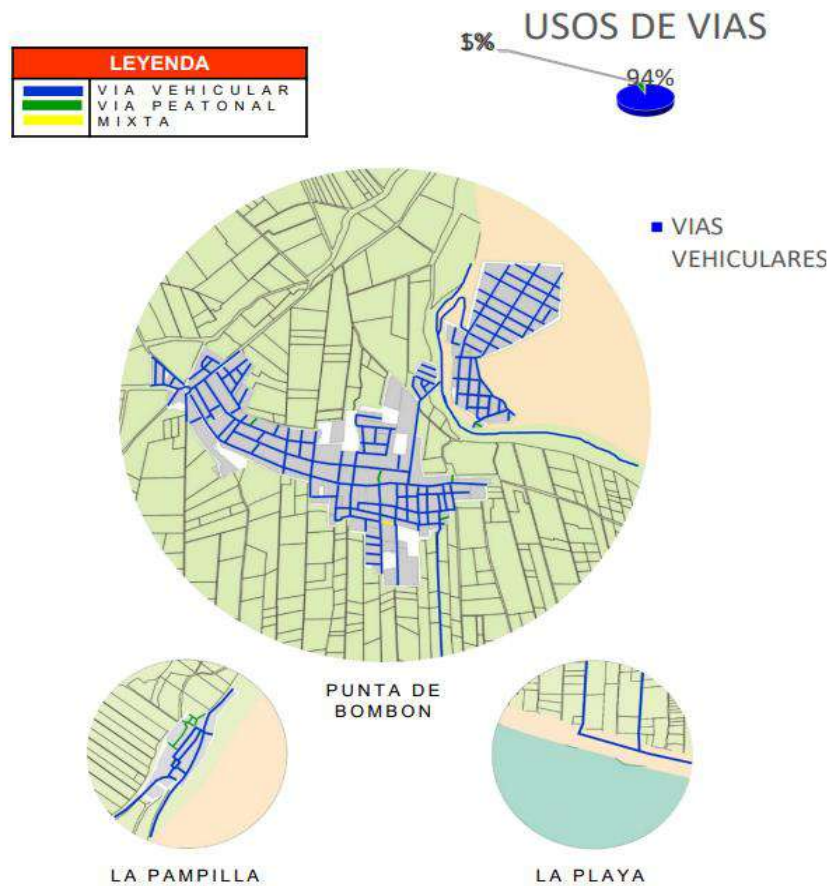 USOS DE VIAS
5%
94%
LEYENDA
VIA VEHICULAR
VIA PEATONAL
MIXTA
VIAS
VEHICULARES
PUNTA DE
BOMBON
LA PAMPILLA
LA PLAYA